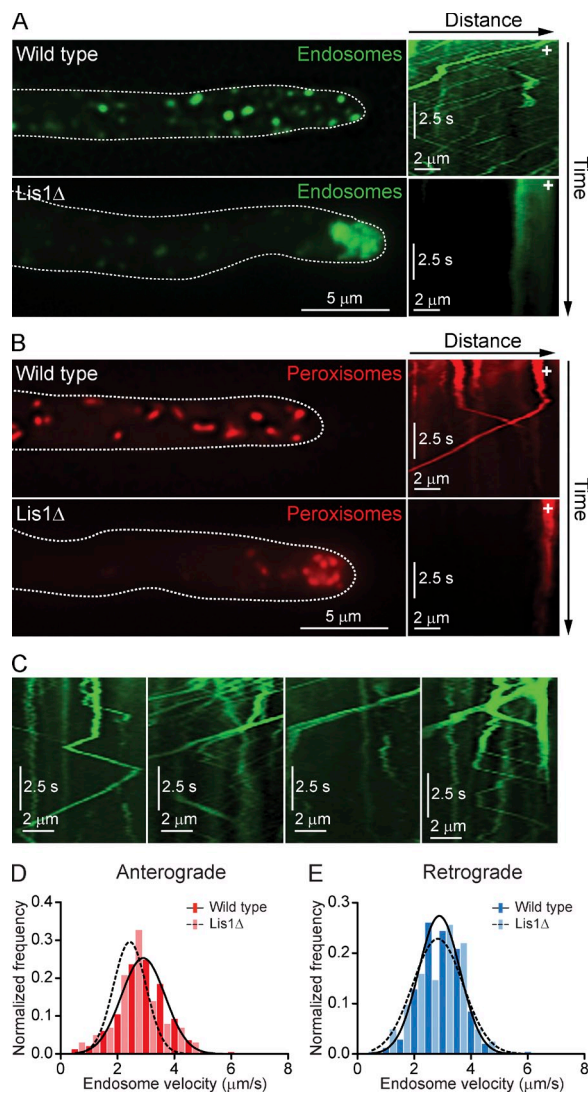 A
Distance
Wild type
Endosomes
+
2.5 s
2 μm
Lis1Δ
Endosomes
+
2.5 s
5 μm
2 μm
Time
B
Distance
Wild type
Peroxisomes
+
2.5 s
2 μm
Lis1Δ
Peroxisomes
+
2.5 s
5 μm
2 μm
Time
C
2.5 s
2 μm
2.5 s
2 μm
2.5 s
2 μm
2.5 s
2 μm
D
Anterograde
Normalized frequency
0.4
0.3
0.2
0.1
0.0
0
2
4
6
8
Endosome velocity (μm/s)
Wild type
Lis1Δ
E
Retrograde
Normalized frequency
0.3
0.2
0.1
0.0
0
2
4
6
8
Endosome velocity (μm/s)
Wild type
Lis1Δ